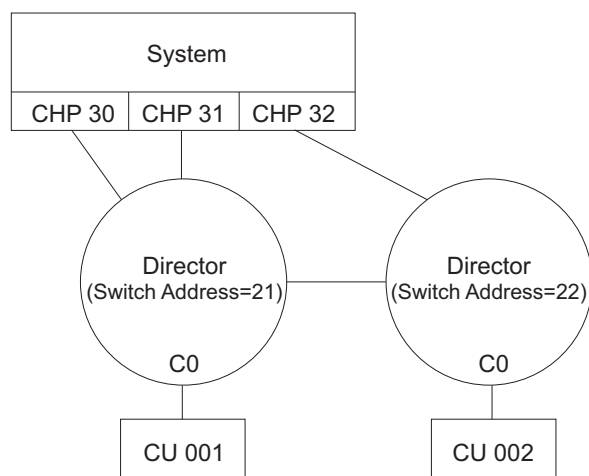 System
CHP 30 CHP 31 CHP 32
Director
(Switch Address=21)
Director
(Switch Address=22)
C0
C0
CU 001
CU 002